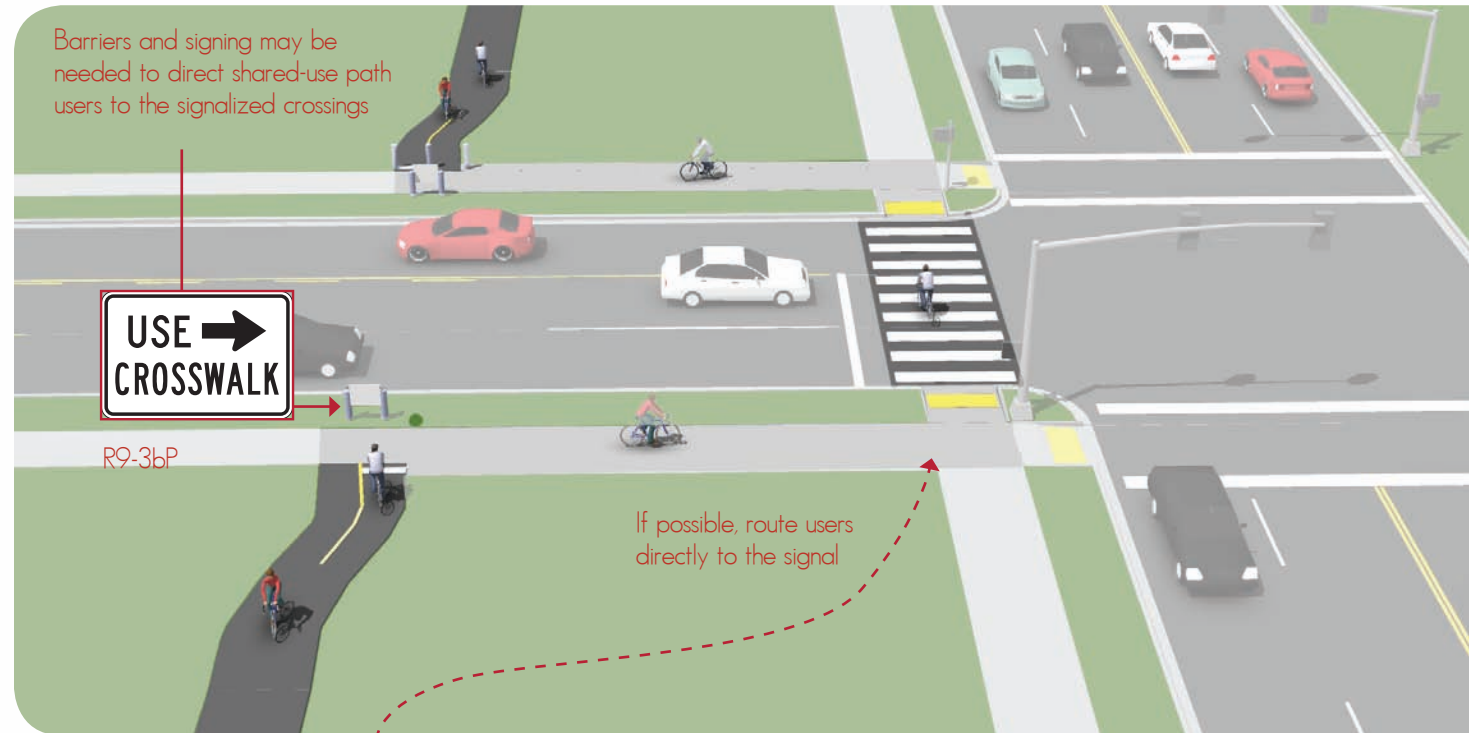 Barriers and signing may be
needed to direct shared-use path
users to the signalized crossings
USE
CROSSWALK
R9-3bP
If possible, route users
directly to the signal